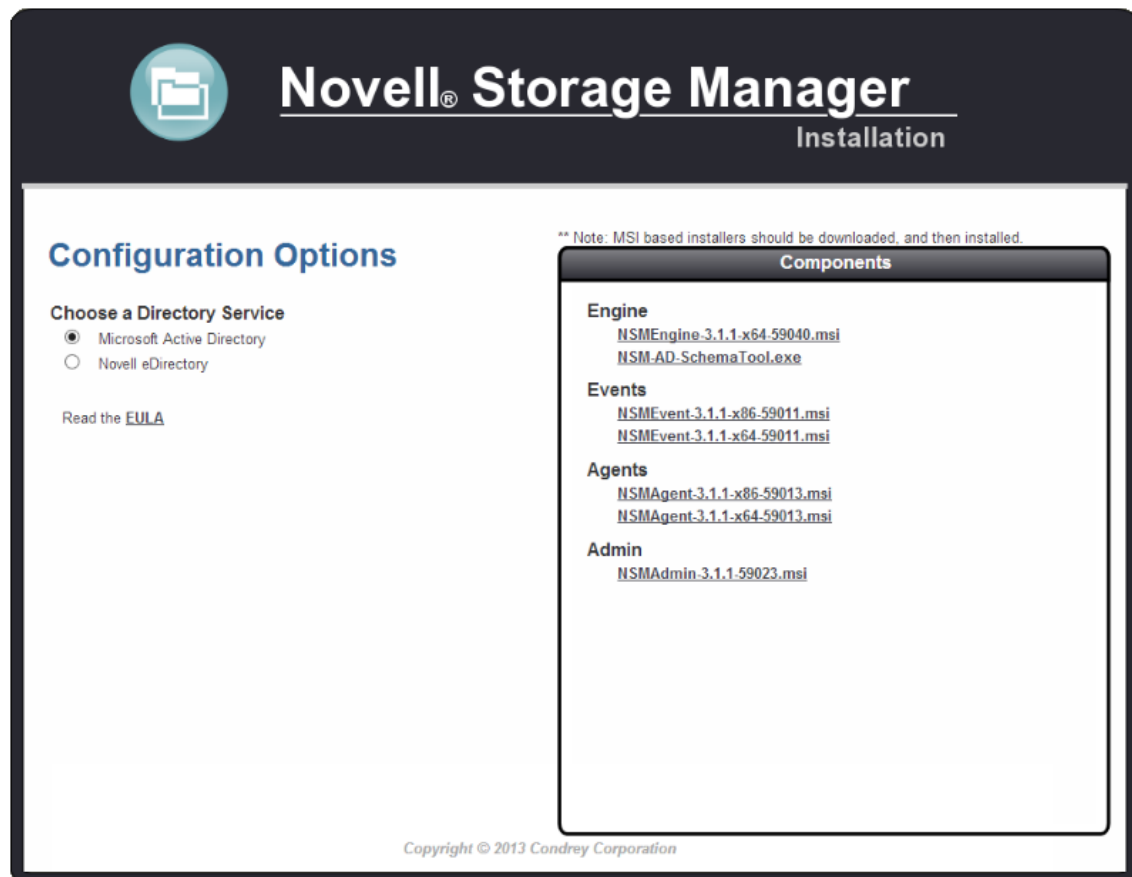 Novell® Storage Manager
Installation
Configuration Options
Choose a Directory Service
Microsoft Active Directory
Novell eDirectory
Read the EULA
** Note: MSI based installers should be downloaded, and then installed.
Components
Engine
NSMEngine-3.1.1-x64-59040.msi
NSM-AD-SchemaTool.exe
Events
NSMEvent-3.1.1-x86-59011.msi
NSMEvent-3.1.1-x64-59011.msi
Agents
NSMAgent-3.1.1-x86-59013.msi
NSMAgent-3.1.1-x64-59013.msi
Admin
NSMAdmin-3.1.1-59023.msi
Copyright © 2013 Condrey Corporation